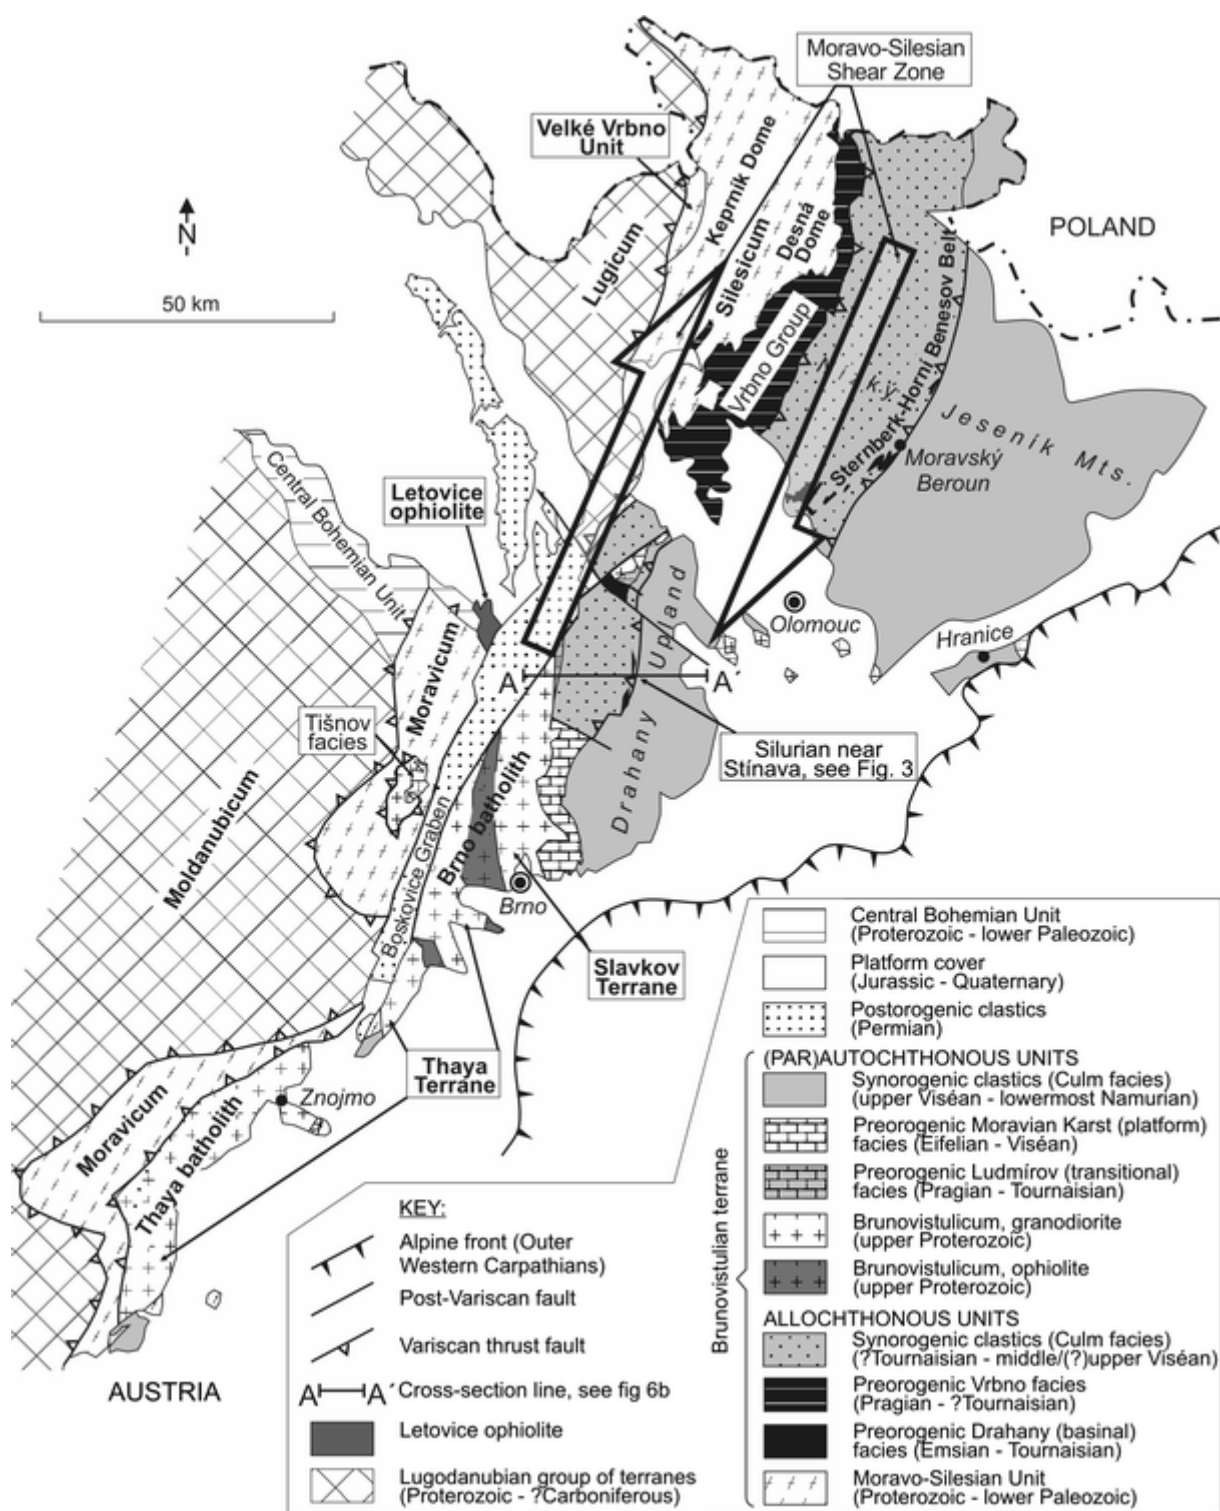 Moravo-Silesian
Shear Zone
Velké Vrbno
Unit
Keprník Dome
Silesicum
Desná
Dome
POLAND
N
Lugicum
50 km
Vrbno Group
Sternberk-Horní Benesov Belt
N í z k ý
Jeseník Mts.
Moravský
Beroun
Central Bohemian Unit
Letovice
ophiolite
Olomouc
Hranice
Upland
Drahany
Moravicum
A
A´
Tišnov
facies
Silurian near
Stínava, see Fig. 3
Moldanubicum
Boskovice Graben
Brno batholith
Brno
Slavkov
Terrane
Thaya
Terrane
Znojmo
Moravicum
Thaya batholith
AUSTRIA
KEY:
Alpine front (Outer
Western Carpathians)
Post-Variscan fault
Variscan thrust fault
A A´ Cross-section line, see fig 6b
Letovice ophiolite
Lugodanubian group of terranes
(Proterozoic - ?Carboniferous)
Central Bohemian Unit
(Proterozoic - lower Paleozoic)
Platform cover
(Jurassic - Quaternary)
Postorogenic clastics
(Permian)
Brunovistulian terrane
(PAR)AUTOCHTHONOUS UNITS
Synorogenic clastics (Culm facies)
(upper Viséan - lowermost Namurian)
Preorogenic Moravian Karst (platform)
facies (Eifelian - Viséan)
Preorogenic Ludmírov (transitional)
facies (Pragian - Tournaisian)
Brunovistulicum, granodiorite
(upper Proterozoic)
Brunovistulicum, ophiolite
(upper Proterozoic)
ALLOCHTHONOUS UNITS
Synorogenic clastics (Culm facies)
(?Tournaisian - middle/(?)upper Viséan)
Preorogenic Vrbno facies
(Pragian - ?Tournaisian)
Preorogenic Drahany (basinal)
facies (Emsian - Tournaisian)
Moravo-Silesian Unit
(Proterozoic - lower Paleozoic)